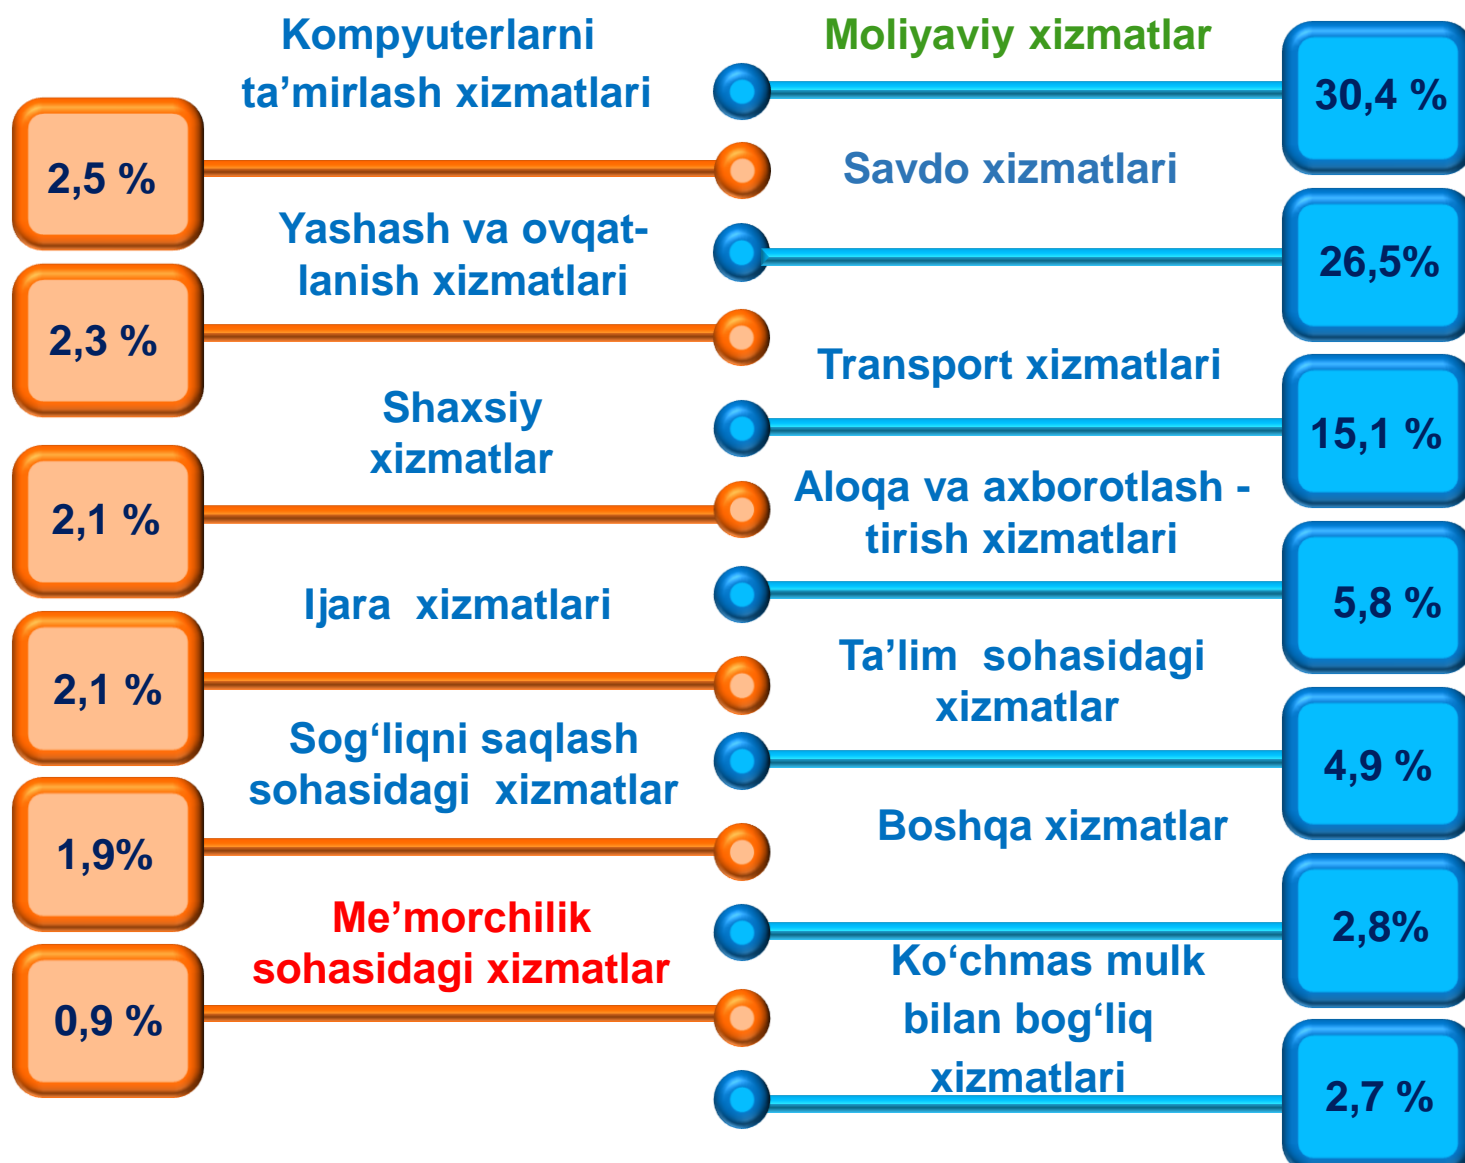 Kompyuterlarni
ta’mirlash xizmatlari
2,5 %
Yashash va ovqat-
lanish xizmatlari
2,3 %
Shaxsiy
xizmatlar
2,1 %
Ijara  xizmatlari
2,1 %
Sog‘liqni saqlash
sohasidagi  xizmatlar
1,9%
Me’morchilik
sohasidagi xizmatlar
0,9 %
Moliyaviy xizmatlar
30,4 %
Savdo xizmatlari
26,5%
Transport xizmatlari
15,1 %
Aloqa va axborotlash -
tirish xizmatlari
5,8 %
Ta’lim  sohasidagi
xizmatlar
4,9 %
Boshqa xizmatlar
2,8%
Ko‘chmas mulk
bilan bog‘liq
xizmatlari
2,7 %